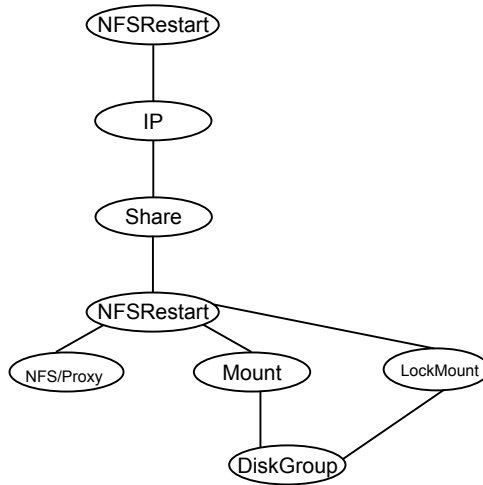 NFSRestart
IP
Share
NFSRestart
NFS/Proxy
Mount
LockMount
DiskGroup